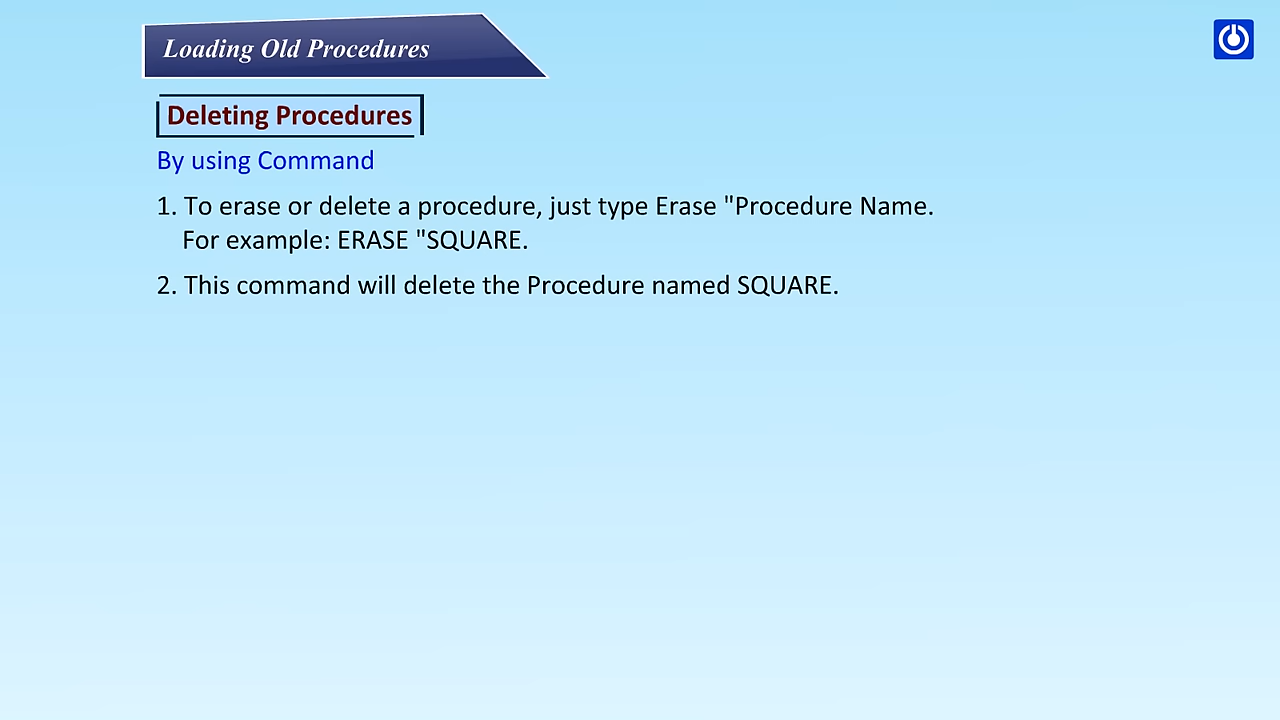 Loading Old Procedures
Deleting Procedures
By using Command
1. To erase or delete a procedure, just type Erase "Procedure Name.
For example: ERASE "SQUARE.
2. This command will delete the Procedure named SQUARE.